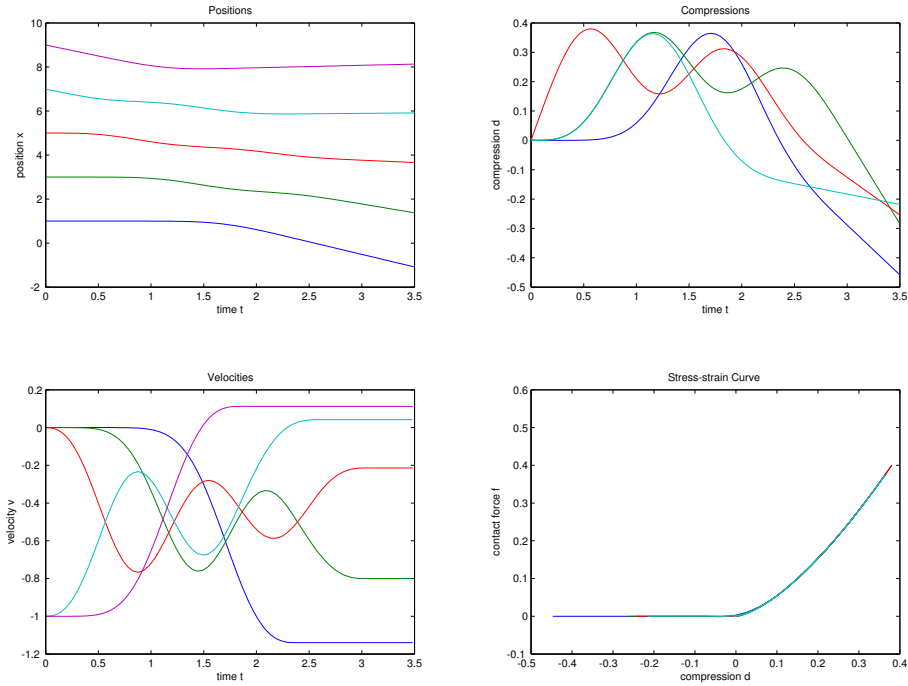 Positions
10
8
6
4
2
0
-2
position x
0 0.5 1 1.5 2 2.5 3 3.5
time t
Compressions
0.4
0.3
0.2
0.1
0
-0.1
-0.2
-0.3
-0.4
-0.5
compression d
0 0.5 1 1.5 2 2.5 3 3.5
time t
Velocities
0.2
0
-0.2
-0.4
-0.6
-0.8
-1
-1.2
velocity v
0 0.5 1 1.5 2 2.5 3 3.5
time t
Stress-strain Curve
0.6
0.5
0.4
0.3
0.2
0.1
0
-0.1
contact force f
-0.5 -0.4 -0.3 -0.2 -0.1 0 0.1 0.2 0.3 0.4
compression d